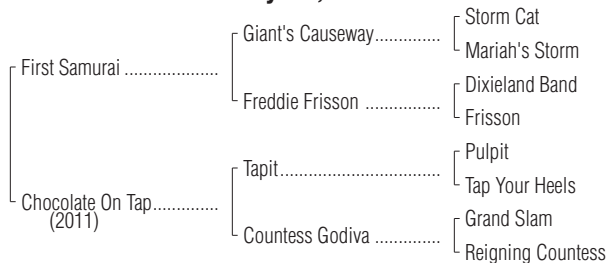 Storm Cat
Giant's Causeway
Mariah's Storm
First Samurai
Dixieland Band
Freddie Frisson
Frisson
Pulpit
Tapit
Tap Your Heels
Chocolate On Tap
(2011)
Grand Slam
Countess Godiva
Reigning Countess